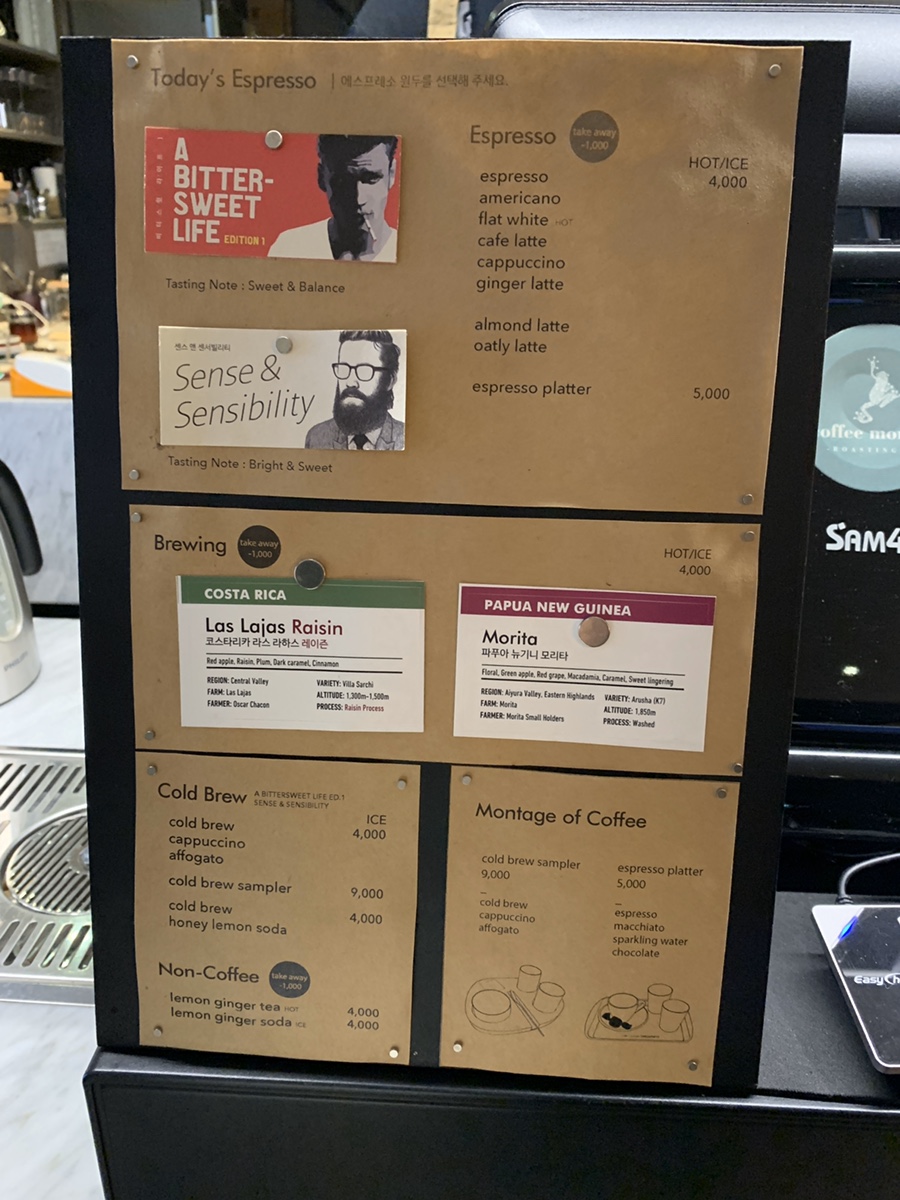 Today's Espresso | 에스프레소 원두를 선택해 주세요.
A
BITTER-
SWEET
LIFE EDITION 1
Tasting Note : Sweet & Balance
센스 앤 센서빌리티
Sense &
Sensibility
Tasting Note : Bright & Sweet
Espresso
take away
-1,000
HOT/ICE
espresso 4,000
americano
flat white HOT
cafe latte
cappuccino
ginger latte
almond latte
oatly latte
espresso platter 5,000
Brewing
take away
-1,000
HOT/ICE
4,000
COSTA RICA
Las Lajas Raisin
코스타리카 라스 라하스 레이즌
Red apple, Raisin, Plum, Dark caramel, Cinnamon
REGION: Central Valley
FARM: Las Lajas
FARMER: Oscar Chacon
VARIETY: Villa Sarchi
ALTITUDE: 1,300m-1,500m
PROCESS: Raisin Process
PAPUA NEW GUINEA
Morita
파푸아 뉴기니 모리타
Floral, Green apple, Red grape, Macadamia, Caramel, Sweet lingering
REGION: Aiyura Valley, Eastern Highlands
FARM: Morita
FARMER: Morita Small Holders
VARIETY: Arusha (K7)
ALTITUDE: 1,850m
PROCESS: Washed
Cold Brew
A BITTERSWEET LIFE ED.1
SENSE & SENSIBILITY
ICE
cold brew 4,000
cappuccino
affogato
cold brew sampler 9,000
cold brew 4,000
honey lemon soda
Non-Coffee
take away
-1,000
lemon ginger tea HOT 4,000
lemon ginger soda ICE 4,000
Montage of Coffee
cold brew sampler
9,000
–
cold brew
cappuccino
affogato
espresso platter
5,000
–
espresso
macchiato
sparkling water
chocolate
offee mo
ROASTING
SAM4
EasyCh